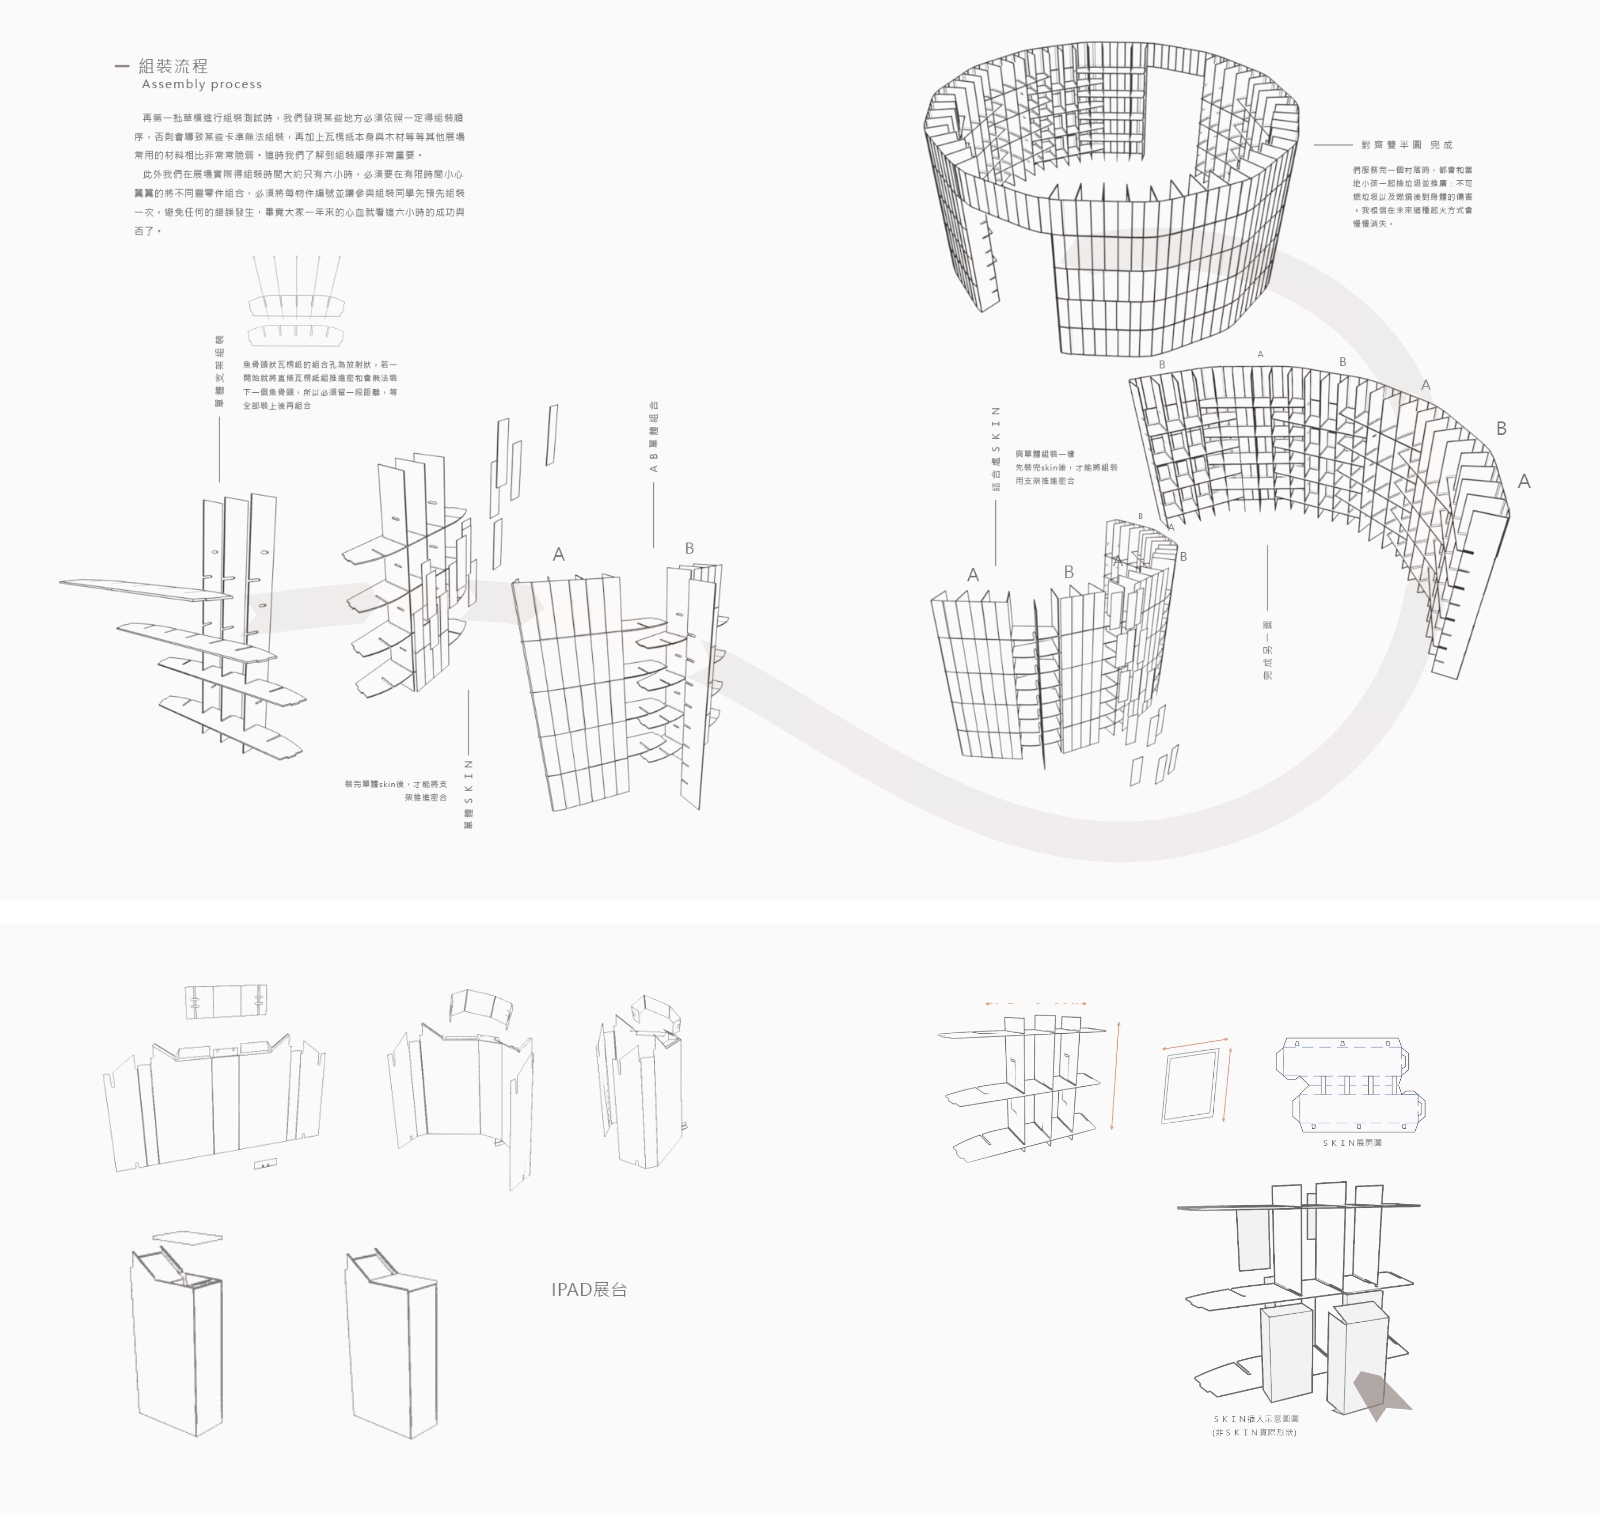 組裝流程
Assembly process
再第一批草模進行組裝測試時，我們發現某些地方必須依照一定得組裝順
序，否則會導致某些卡準無法組裝，再加上瓦楞紙本身與木材等等其他展場
常用的材料相比非常常脆弱。這時我們了解到組裝順序非常重要。
此外我們在展場實際得組裝時間大約只有六小時，必須要在有限時間小心
翼翼的將不同靈零件組合，必須將每物件編號並讓參與組裝同學先預先組裝
一次，避免任何的錯誤發生，畢竟大家一年來的心血就看這六小時的成功與
否了。
單體支架組裝
魚骨頭狀瓦楞紙的組合孔為放射狀，若一
開始就將直條瓦楞紙組推進密和會無法裝
下一個魚骨頭，所以必須留一段距離，等
全部裝上後再組合
裝完單體skin後，才能將支
架推進密合
單體SKIN
AB單體組合
A
B
結合處SKIN
與單體組裝一樣
先裝完skin後，才能將組裝
用支架推進密合
A
B
A
B
A
B
完成另一面
B
A
B
A
B
A
對齊雙半圓 完成
們服務完一個村落時，都會和當
地小孩一起撿垃圾並推廣：不可
燃垃圾以及燃燒後對身體的傷害
，我相信在未來這種起火方式會
慢慢消失。
IPAD展台
SKIN展開圖
SKIN插入示意圖圖
(非SKIN實際形狀)